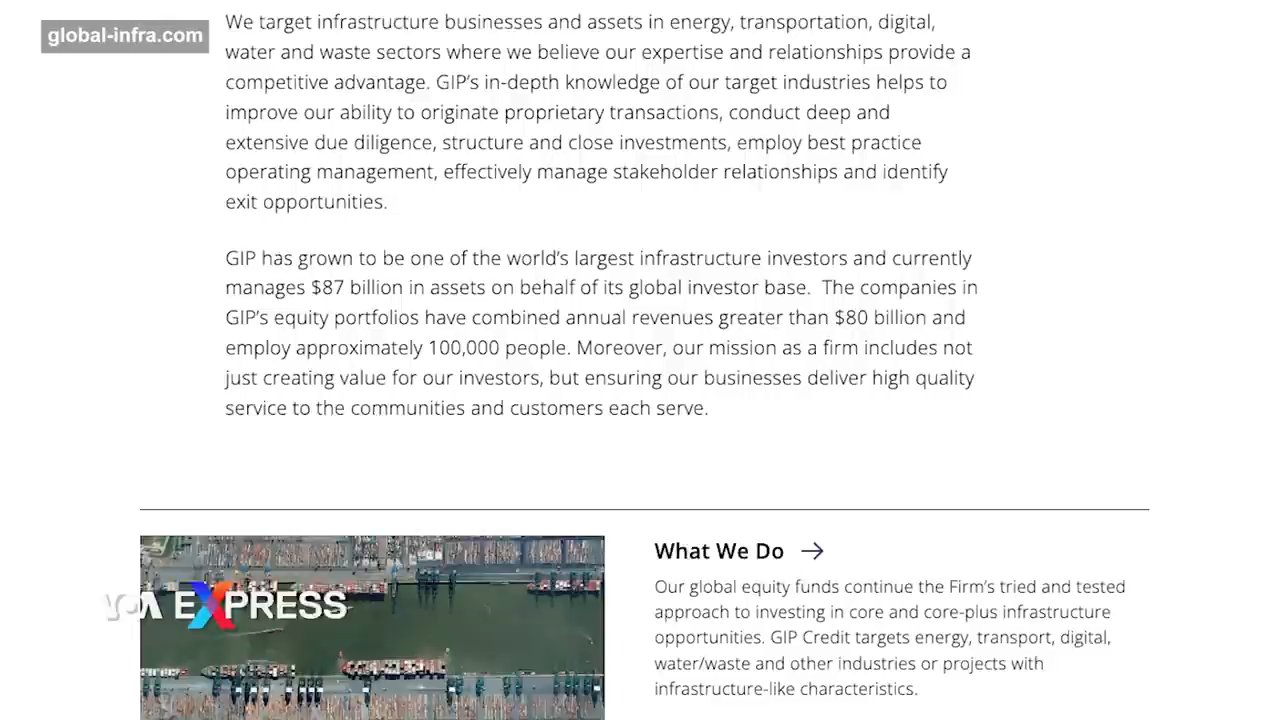 global-infra.com
We target infrastructure businesses and assets in energy, transportation, digital,
water and waste sectors where we believe our expertise and relationships provide a
competitive advantage. GIP’s in-depth knowledge of our target industries helps to
improve our ability to originate proprietary transactions, conduct deep and
extensive due diligence, structure and close investments, employ best practice
operating management, effectively manage stakeholder relationships and identify
exit opportunities.
GIP has grown to be one of the world’s largest infrastructure investors and currently
manages $87 billion in assets on behalf of its global investor base.  The companies in
GIP’s equity portfolios have combined annual revenues greater than $80 billion and
employ approximately 100,000 people. Moreover, our mission as a firm includes not
just creating value for our investors, but ensuring our businesses deliver high quality
service to the communities and customers each serve.
VOA EXPRESS
What We Do →
Our global equity funds continue the Firm’s tried and tested
approach to investing in core and core-plus infrastructure
opportunities. GIP Credit targets energy, transport, digital,
water/waste and other industries or projects with
infrastructure-like characteristics.